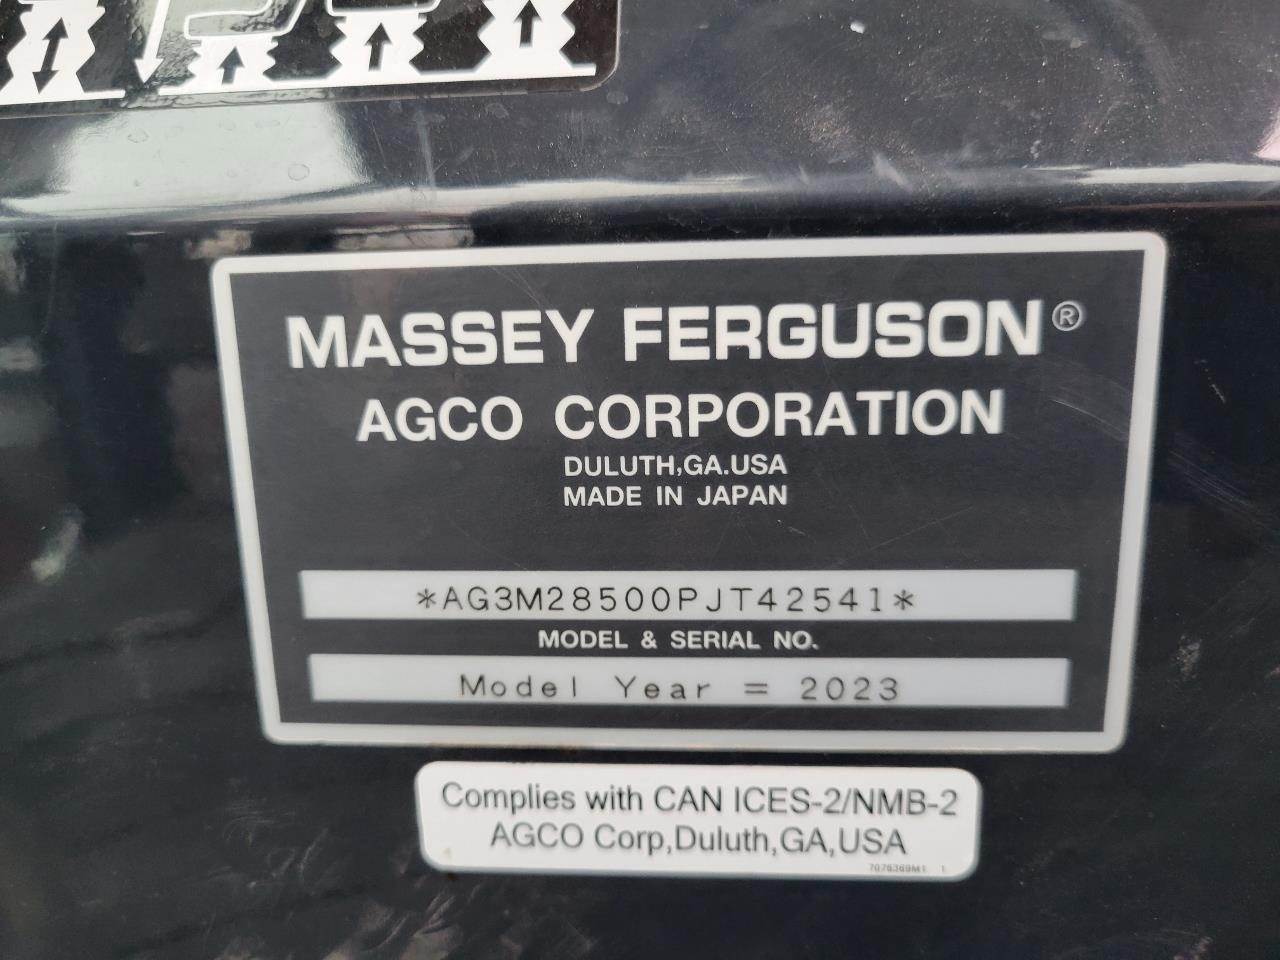 MASSEY FERGUSON®
AGCO CORPORATION
DULUTH,GA.USA
MADE IN JAPAN
*AG3M28500PJT42541*
MODEL & SERIAL NO.
Model Year = 2023
Complies with CAN ICES-2/NMB-2
AGCO Corp,Duluth,GA,USA